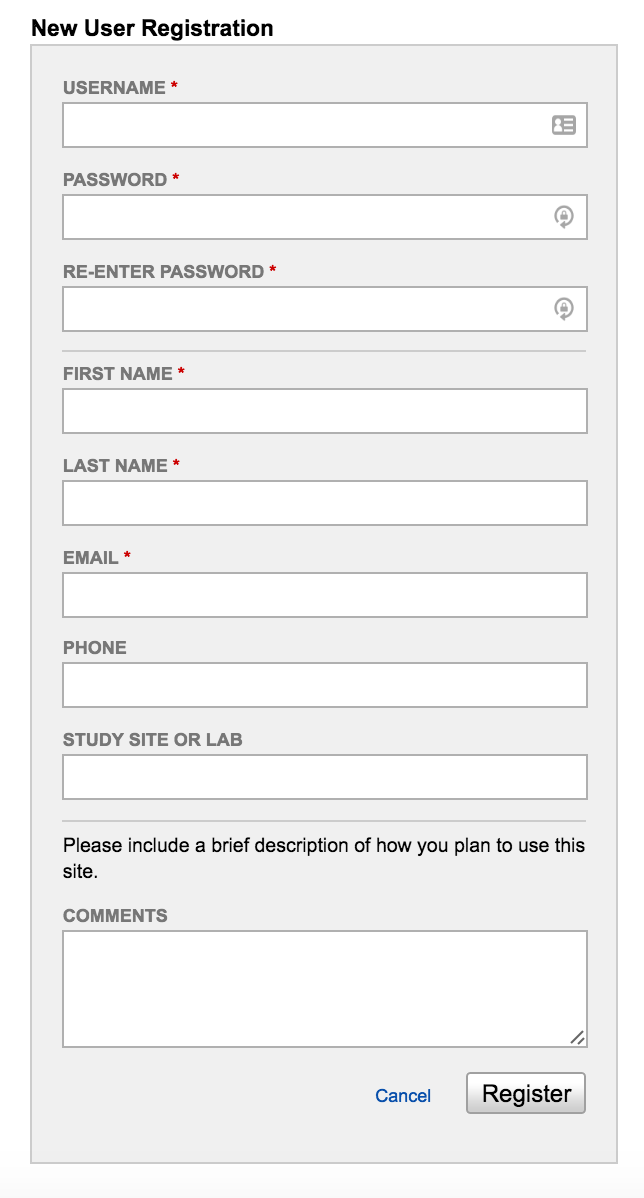 New User Registration
USERNAME *
PASSWORD *
RE-ENTER PASSWORD *
FIRST NAME *
LAST NAME *
EMAIL *
PHONE
STUDY SITE OR LAB
Please include a brief description of how you plan to use this
site.
COMMENTS
Cancel Register